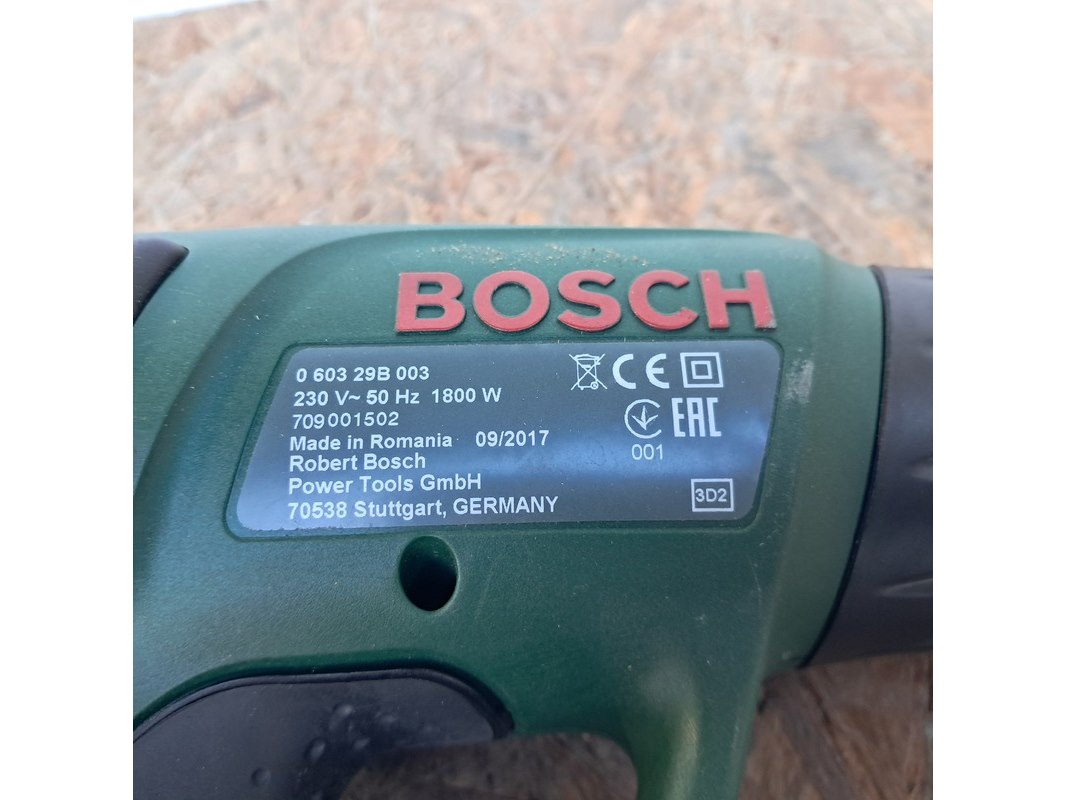 BOSCH
0 603 29B 003
230 V~ 50 Hz 1800 W
709001502
Made in Romania 09/2017
Robert Bosch
Power Tools GmbH
70538 Stuttgart, GERMANY
CE
EAC
001
3D2